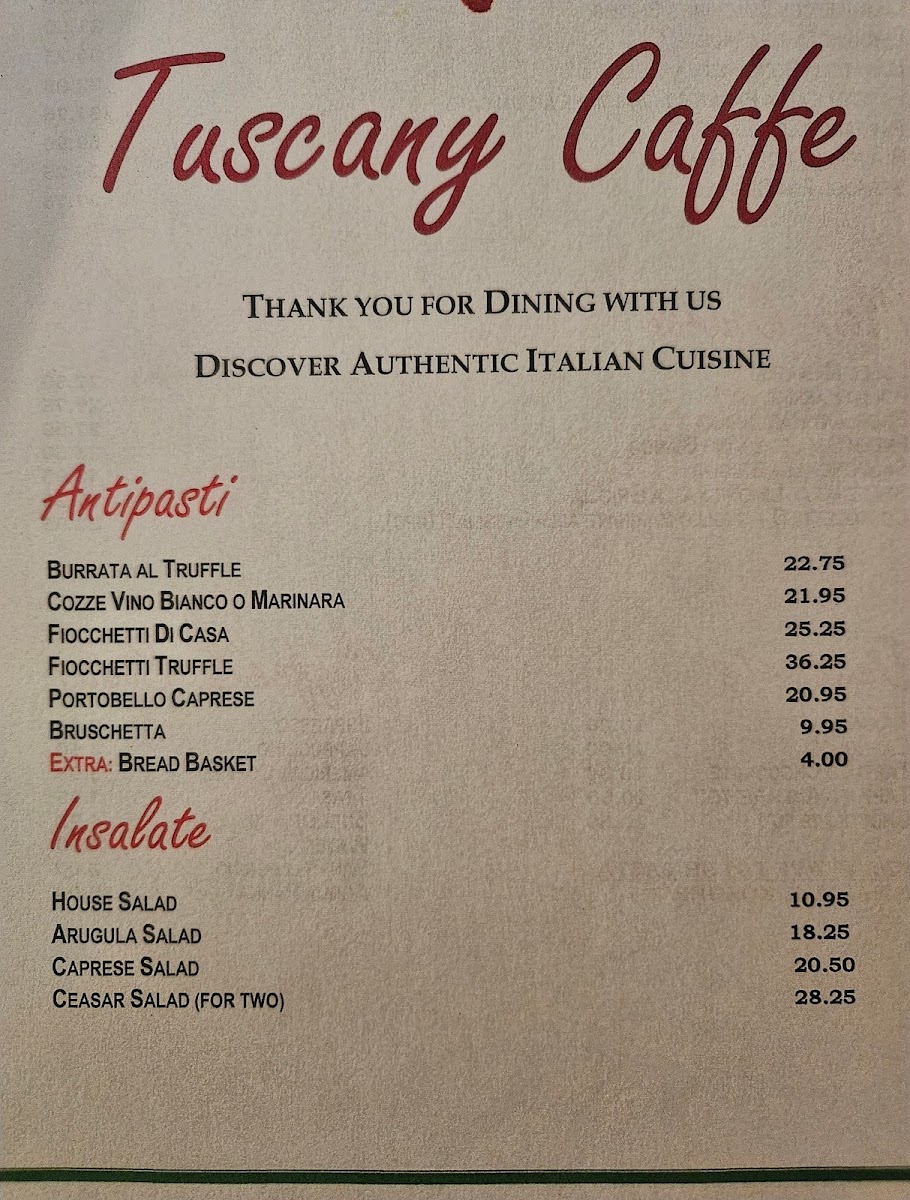 Tuscany Caffe
THANK YOU FOR DINING WITH US
DISCOVER AUTHENTIC ITALIAN CUISINE
Antipasti
BURRATA AL TRUFFLE 22.75
COZZE VINO BIANCO O MARINARA 21.95
FIOCCHETTI DI CASA 25.25
FIOCCHETTI TRUFFLE 36.25
PORTOBELLO CAPRESE 20.95
BRUSCHETTA 9.95
EXTRA: BREAD BASKET 4.00
Insalate
HOUSE SALAD 10.95
ARUGULA SALAD 18.25
CAPRESE SALAD 20.50
CEASAR SALAD (FOR TWO) 28.25